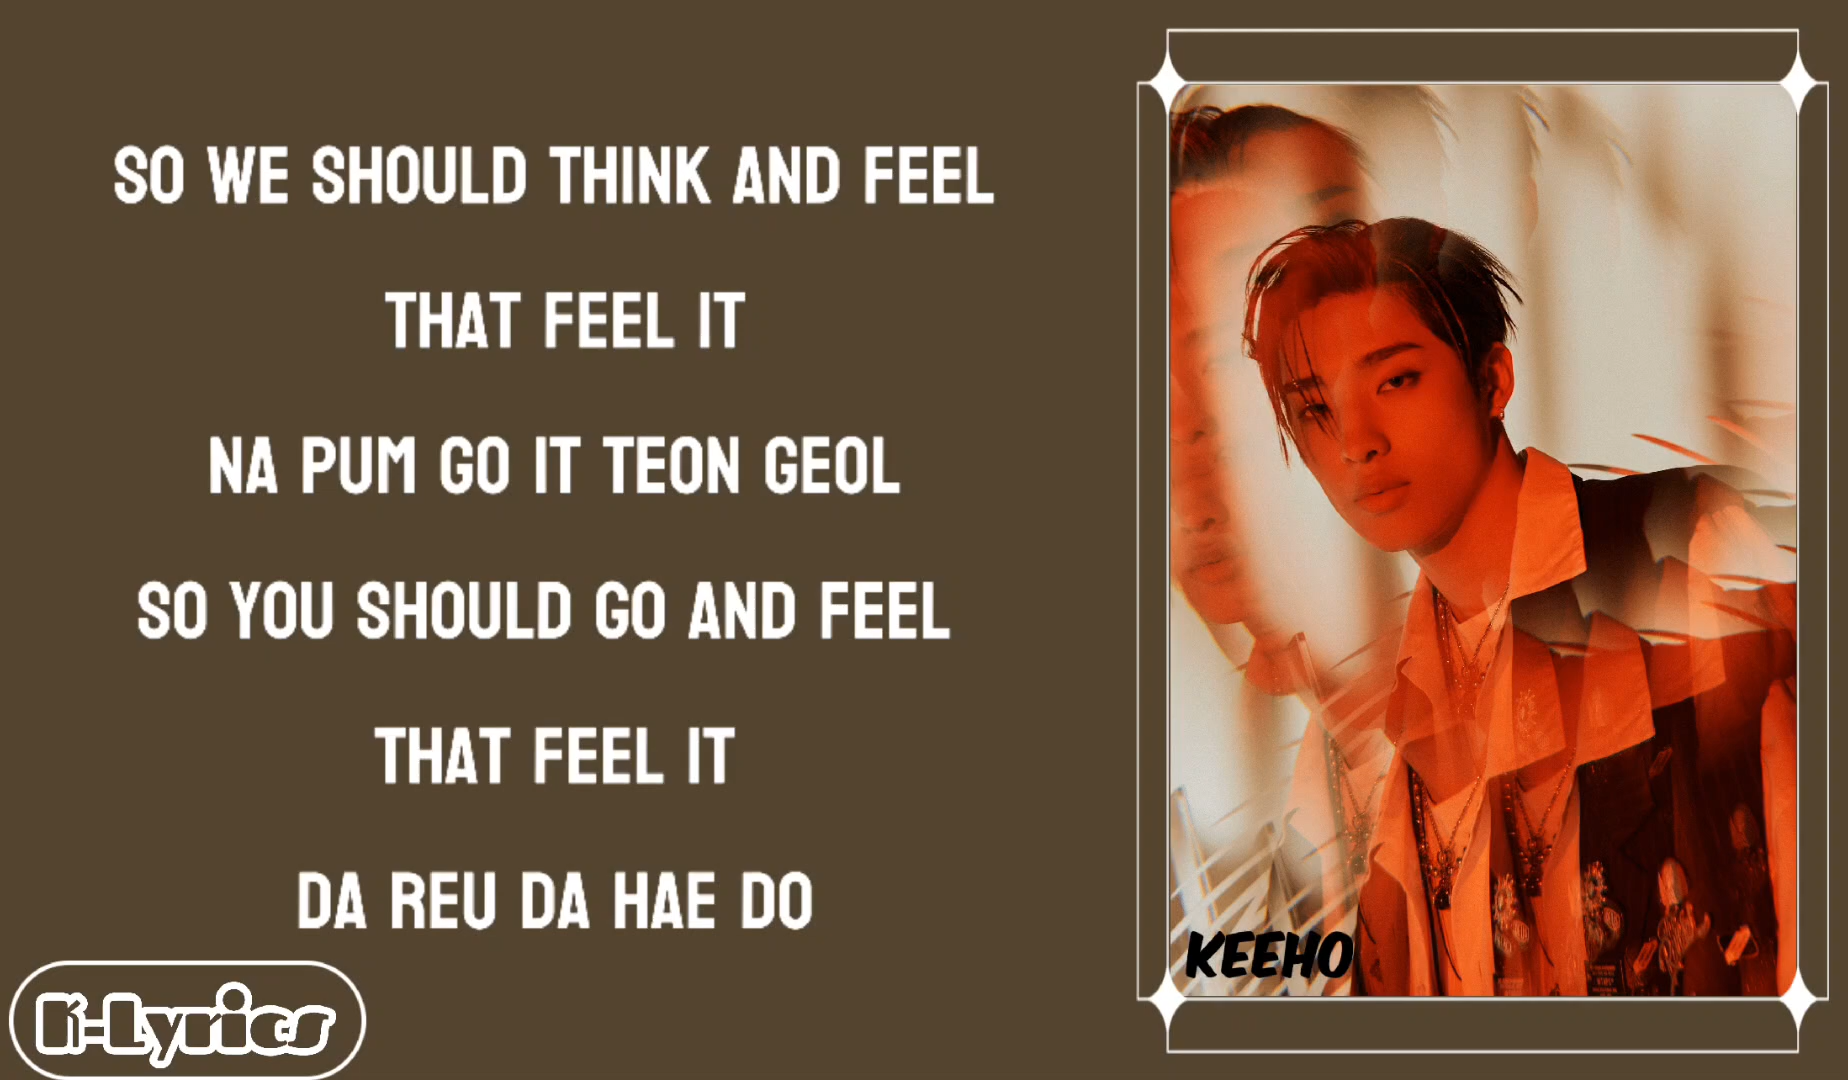 SO WE SHOULD THINK AND FEEL
THAT FEEL IT
NA PUM GO IT TEON GEOL
SO YOU SHOULD GO AND FEEL
THAT FEEL IT
DA REU DA HAE DO
K-Lyrics
KEEHO